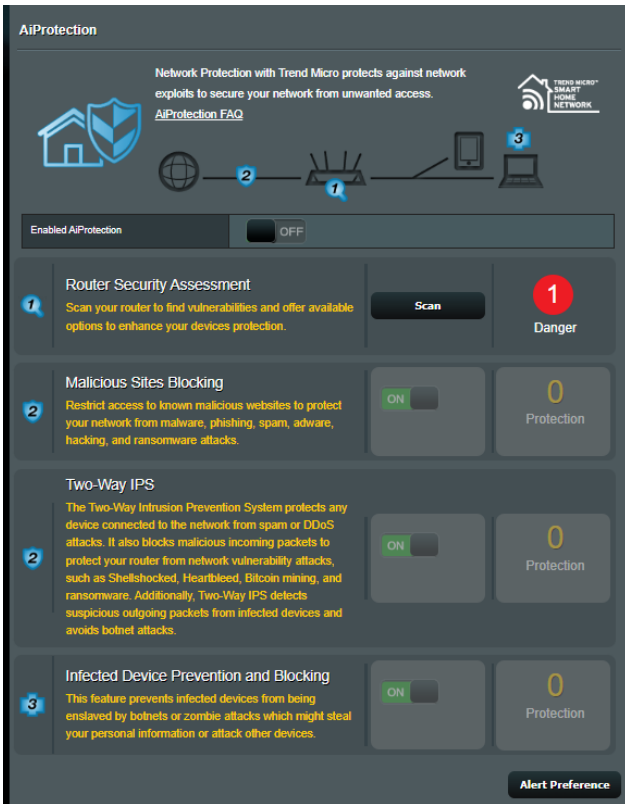 AiProtection
Network Protection with Trend Micro protects against network
exploits to secure your network from unwanted access.
AiProtection FAQ
TREND MICRO™
SMART
HOME
NETWORK
3
2
1
Enabled AiProtection
OFF
1
Router Security Assessment
Scan your router to find vulnerabilities and offer available
options to enhance your devices protection.
Scan
1
Danger
2
Malicious Sites Blocking
Restrict access to known malicious websites to protect
your network from malware, phishing, spam, adware,
hacking, and ransomware attacks.
ON
0
Protection
2
Two-Way IPS
The Two-Way Intrusion Prevention System protects any
device connected to the network from spam or DDoS
attacks. It also blocks malicious incoming packets to
protect your router from network vulnerability attacks,
such as Shellshocked, Heartbleed, Bitcoin mining, and
ransomware. Additionally, Two-Way IPS detects
suspicious outgoing packets from infected devices and
avoids botnet attacks.
ON
0
Protection
3
Infected Device Prevention and Blocking
This feature prevents infected devices from being
enslaved by botnets or zombie attacks which might steal
your personal information or attack other devices.
ON
0
Protection
Alert Preference